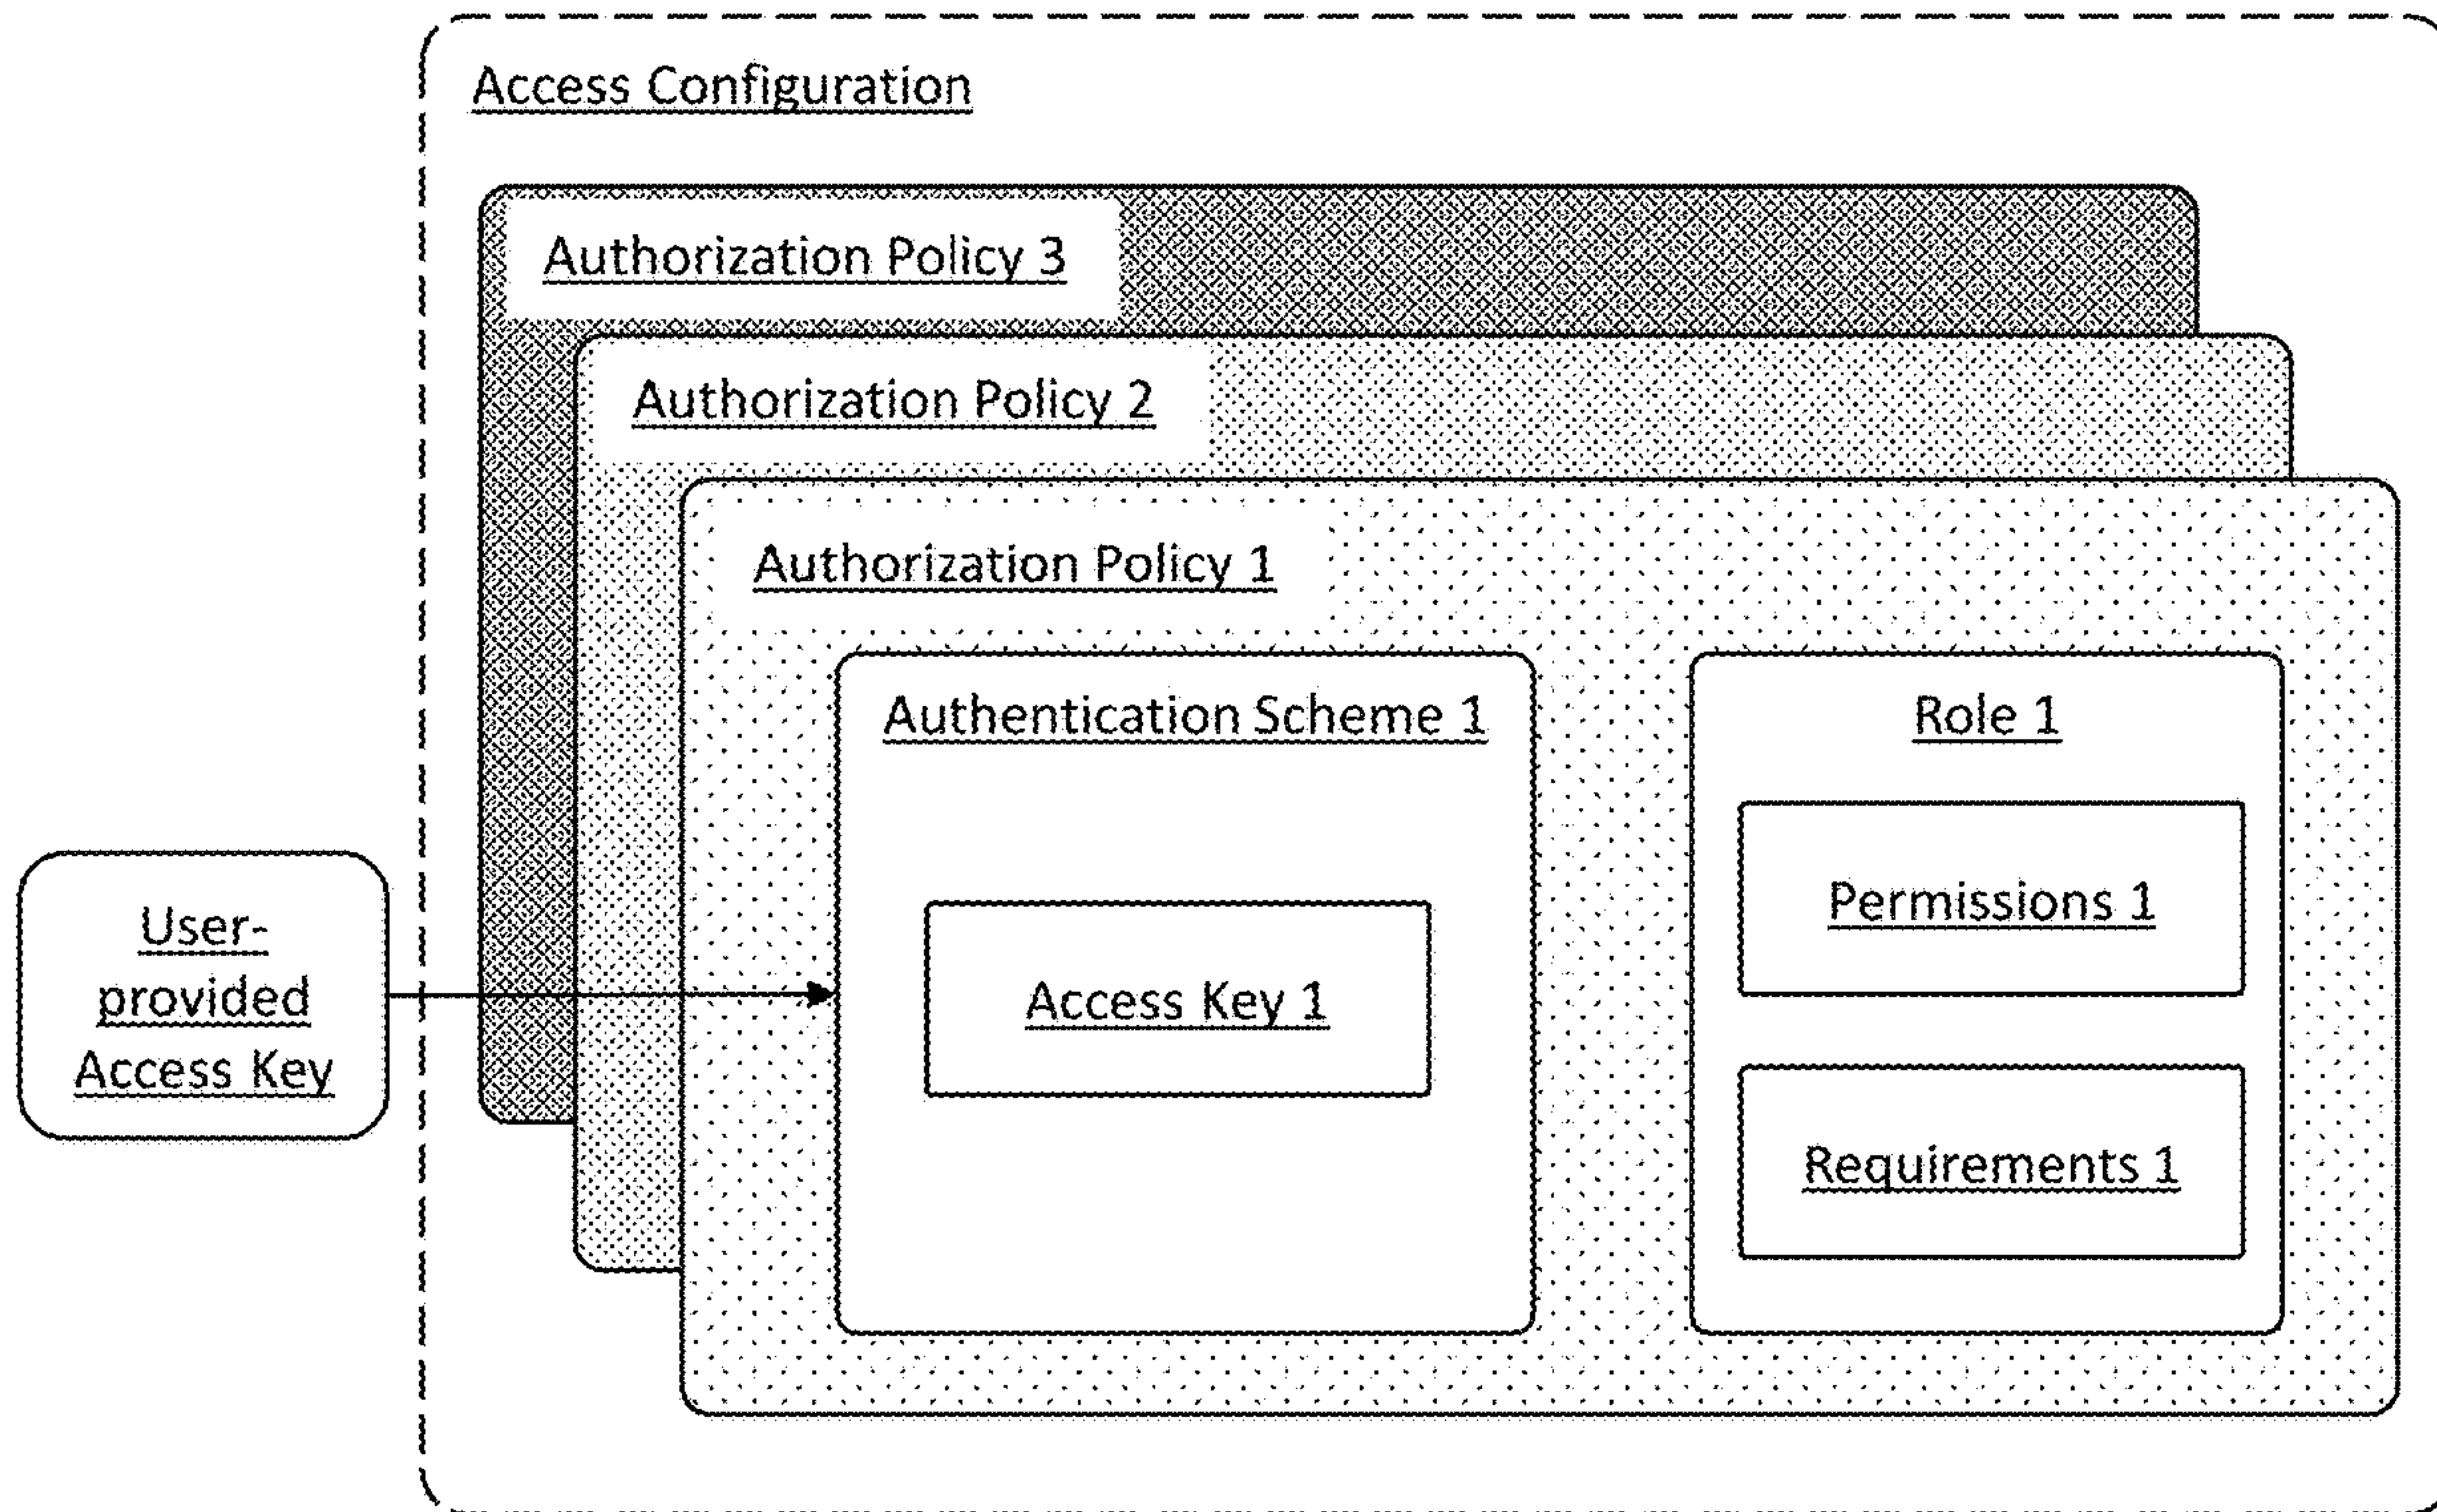 Access Configuration
Authorization Policy 3
Authorization Policy 2
Authorization Policy 1
Authentication Scheme 1
Access Key 1
Role 1
Permissions 1
Requirements 1
User-
provided
Access Key